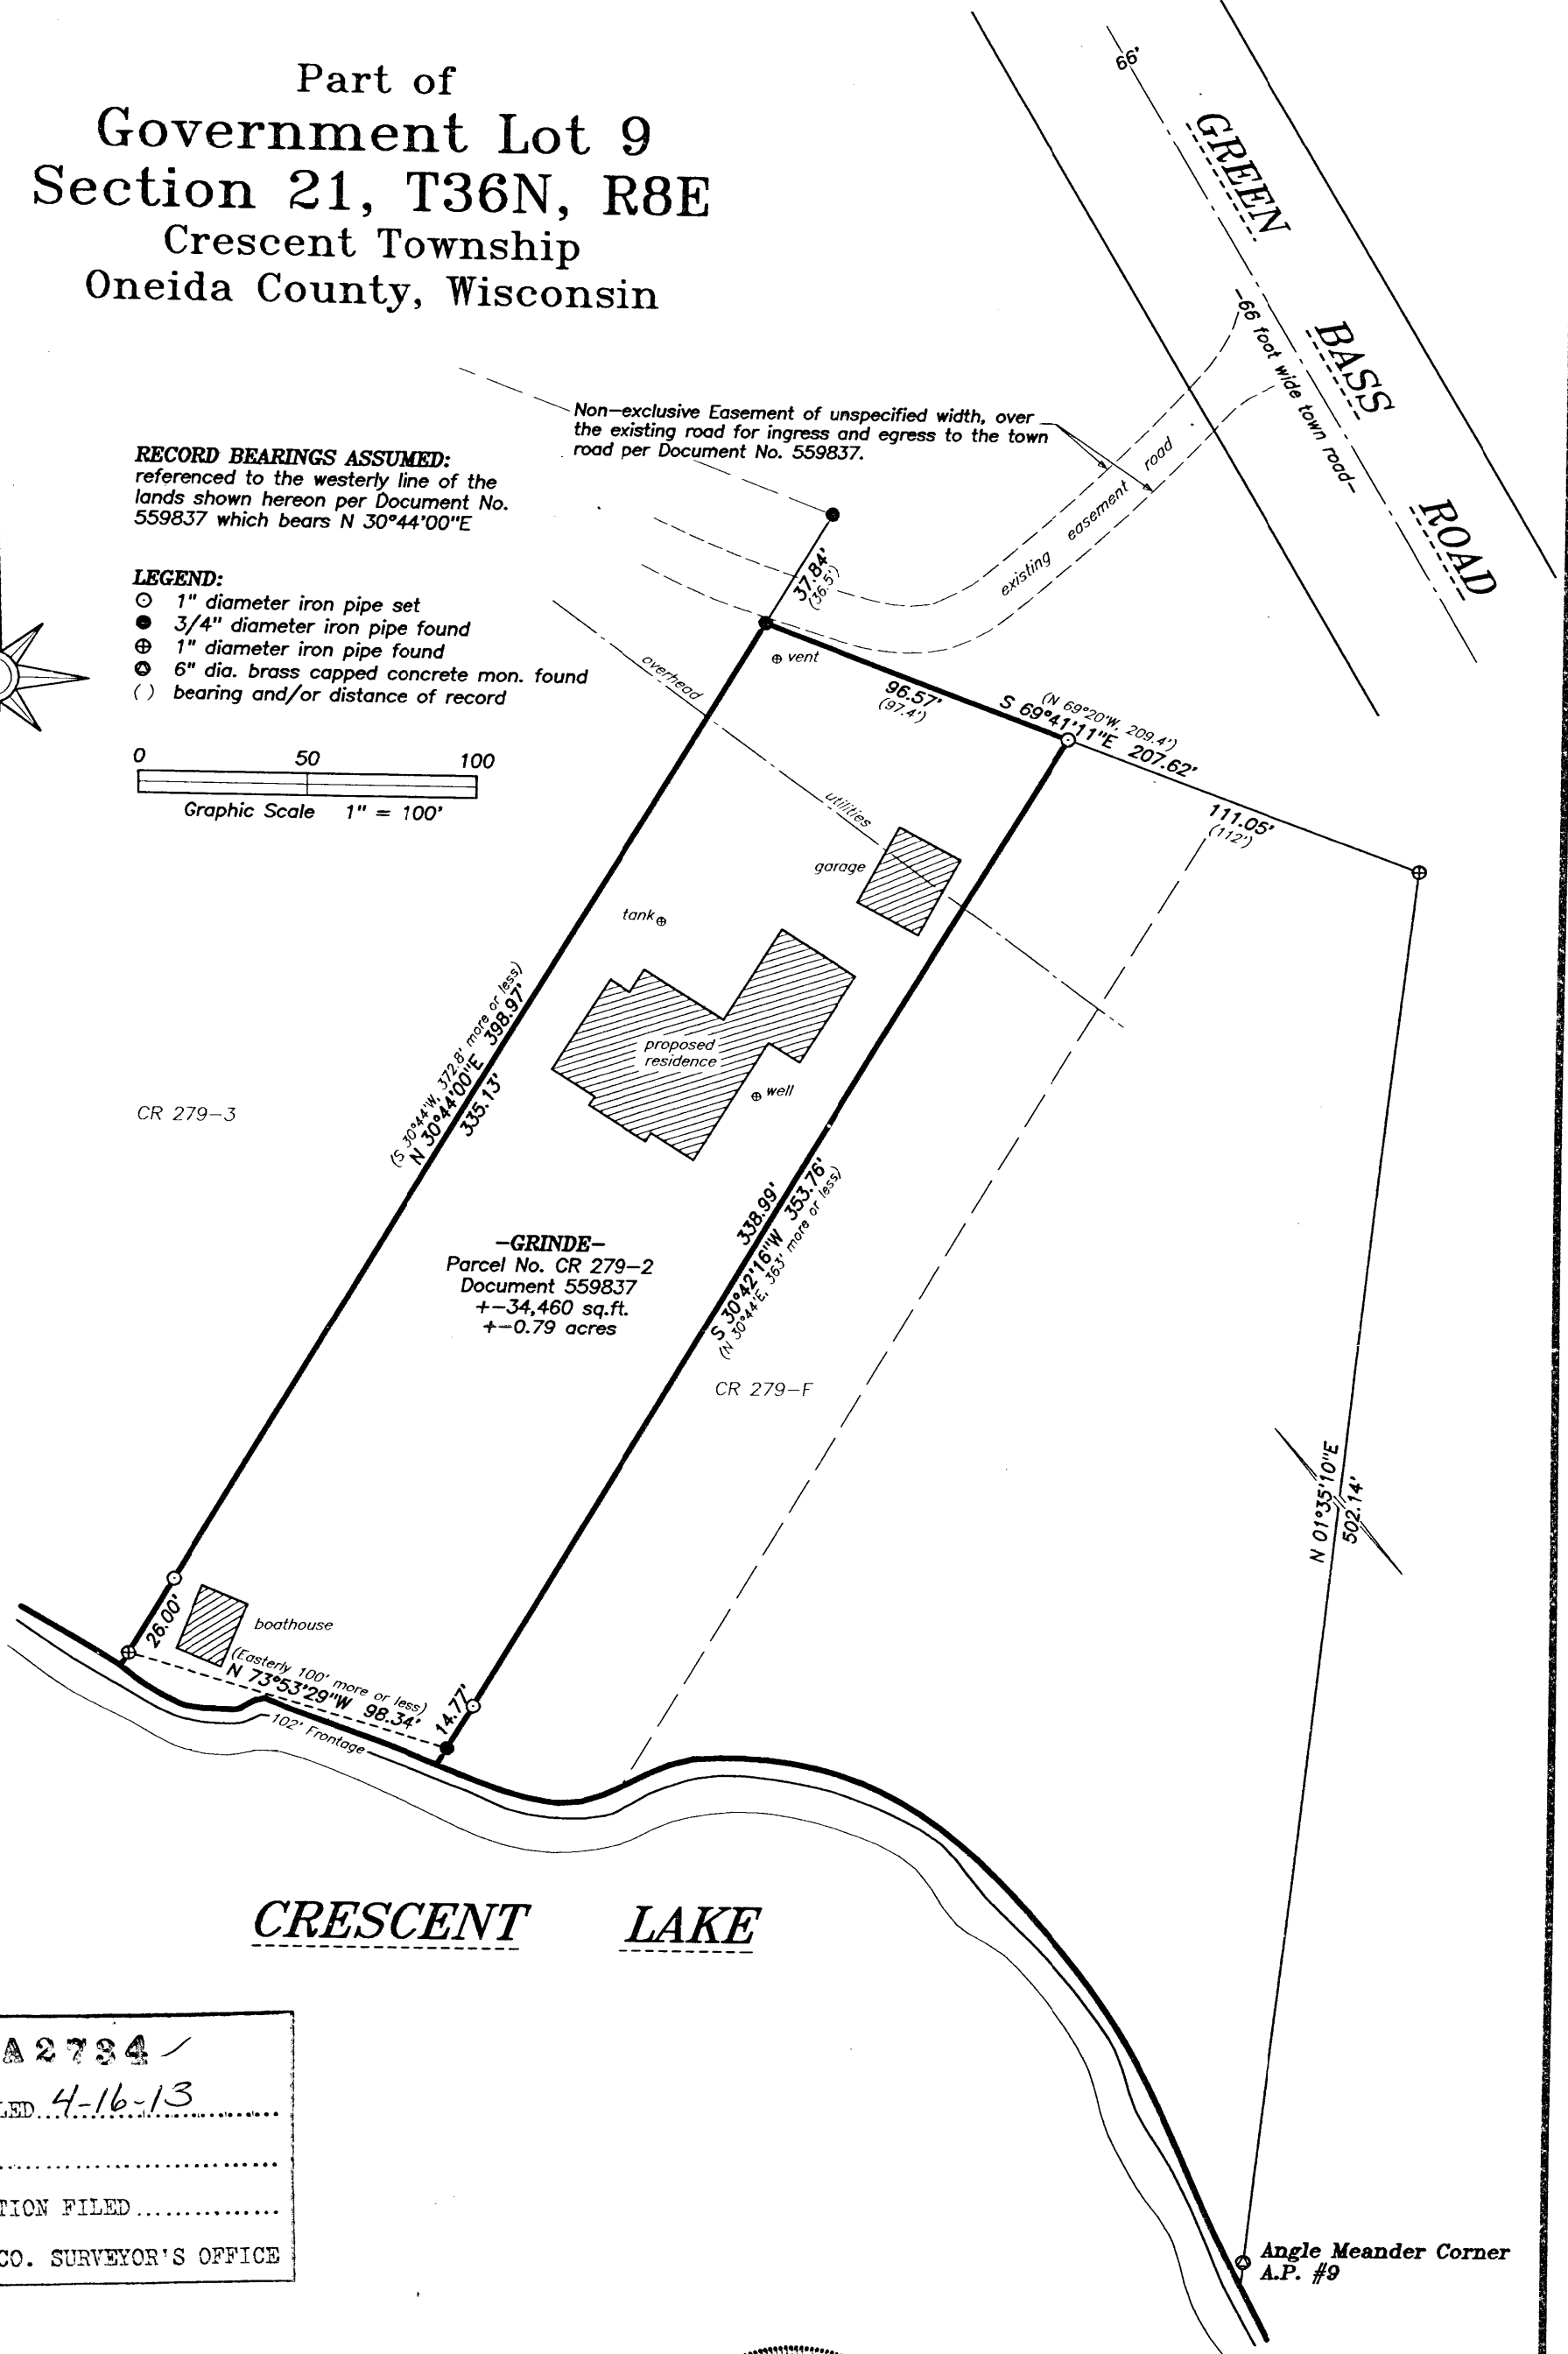 Part of
Government Lot 9
Section 21, T36N, R8E
Crescent Township
Oneida County, Wisconsin
66'
GREEN
BASS
ROAD
-66 foot wide town road-
Non-exclusive Easement of unspecified width, over
the existing road for ingress and egress to the town
road per Document No. 559837.
existing easement road
RECORD BEARINGS ASSUMED:
referenced to the westerly line of the
lands shown hereon per Document No.
559837 which bears N 30°44'00"E
LEGEND:
1" diameter iron pipe set
3/4" diameter iron pipe found
1" diameter iron pipe found
6" dia. brass capped concrete mon. found
( ) bearing and/or distance of record
0 50 100
Graphic Scale 1" = 100'
37.84'
(36.5')
vent
overhead
utilities
96.57'
(97.4')
(N 69°20'W, 209.4')
S 69°41'11"E 207.62'
111.05'
(112')
garage
tank
proposed
residence
well
(S 30°44'W, 372.8' more or less)
N 30°44'00"E 398.97'
335.13'
CR 279-3
338.99'
S 30°42'16"W 353.76'
(N 30°44'E, 363' more or less)
-GRINDE-
Parcel No. CR 279-2
Document 559837
+-34,460 sq.ft.
+-0.79 acres
CR 279-F
N 01°35'10"E
502.14'
26.00'
boathouse
(Easterly 100' more or less)
N 73°53'29"W 98.34'
14.77'
102' Frontage
CRESCENT LAKE
A2734
LED 4-16-13
TION FILED
CO. SURVEYOR'S OFFICE
Angle Meander Corner
A.P. #9